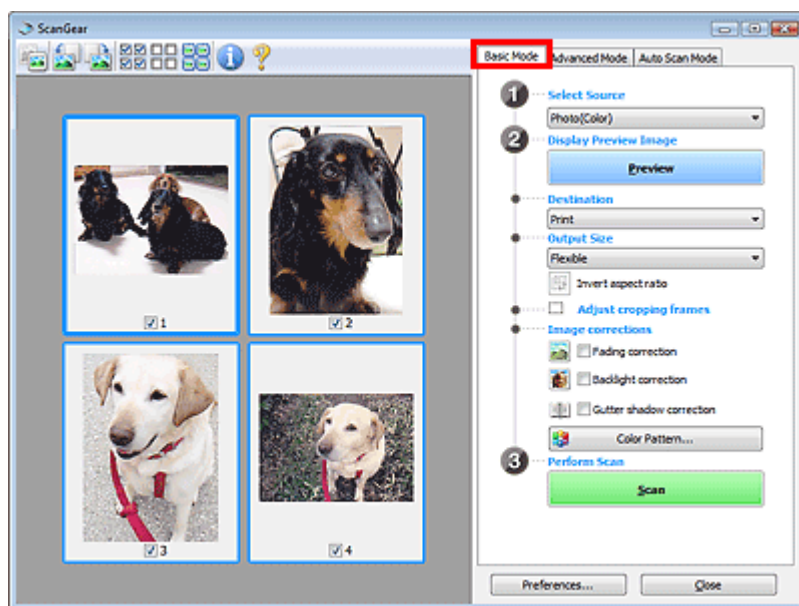 ScanGear
Basic Mode Advanced Mode Auto Scan Mode
1 Select Source
Photo(Color)
2 Display Preview Image
Preview
Destination
Print
Output Size
Flexible
Invert aspect ratio
Adjust cropping frames
Image corrections
Fading correction
Backlight correction
Gutter shadow correction
Color Pattern...
3 Perform Scan
Scan
Preferences... Close
1
2
3
4